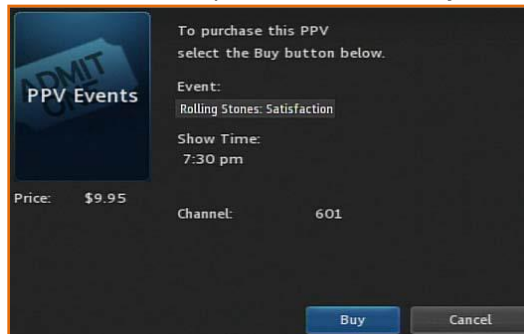 To purchase this PPV
select the Buy button below.
ADMIT
ONE
PPV Events
Event:
Rolling Stones: Satisfaction
Show Time:
7:30 pm
Price: $9.95
Channel: 601
Buy Cancel